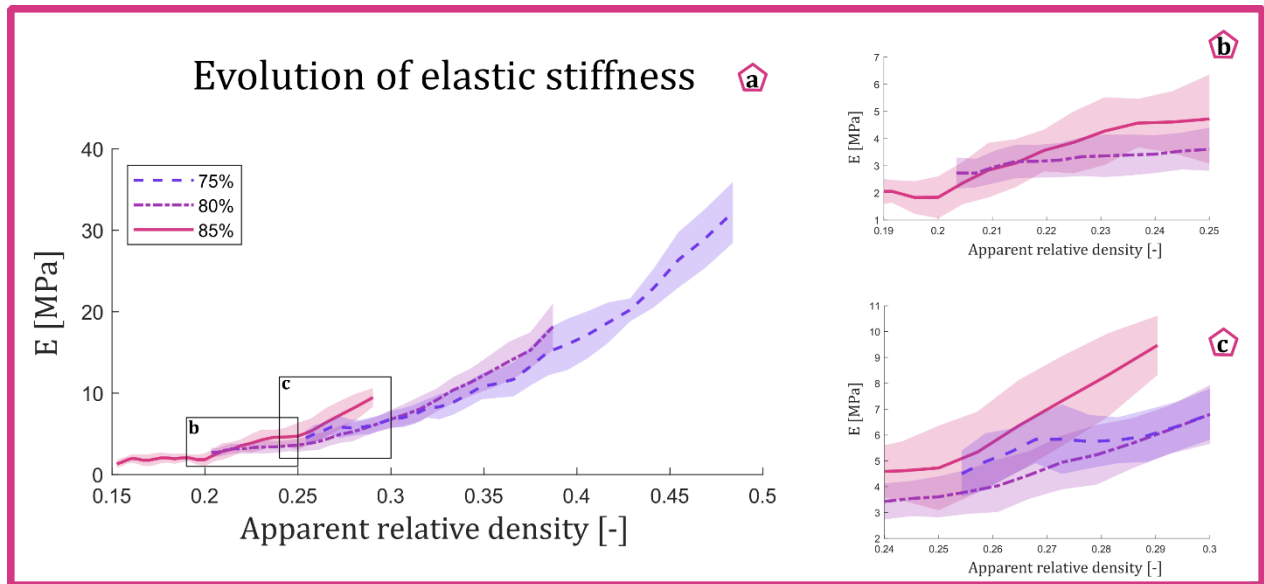 Evolution of elastic stiffness
a
40
30
20
10
0
E [MPa]
75%
80%
85%
b
c
0.15 0.2 0.25 0.3 0.35 0.4 0.45 0.5
Apparent relative density [-]
b
7
6
5
4
3
2
1
E [MPa]
0.19 0.2 0.21 0.22 0.23 0.24 0.25
Apparent relative density [-]
c
11
10
9
8
7
6
5
4
3
2
E [MPa]
0.24 0.25 0.26 0.27 0.28 0.29 0.3
Apparent relative density [-]